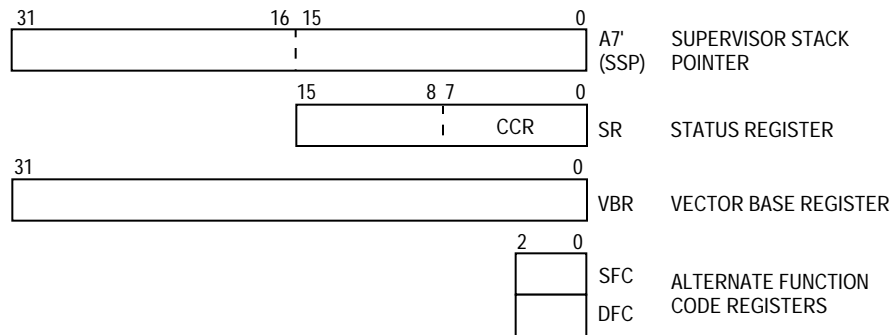 31 16 15 0
A7' SUPERVISOR STACK
(SSP) POINTER
15 8 7 0
CCR SR STATUS REGISTER
31 0
VBR VECTOR BASE REGISTER
2 0
SFC ALTERNATE FUNCTION
DFC CODE REGISTERS